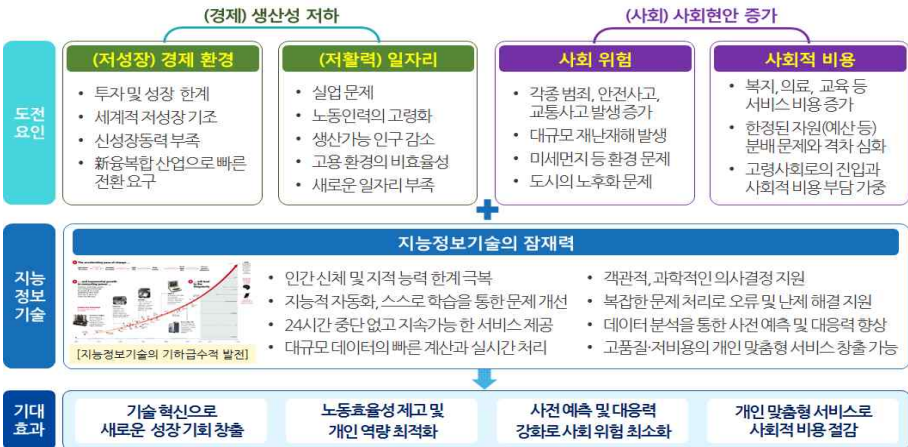 (경제) 생산성 저하
(사회) 사회현안 증가
도전
요인
(저성장) 경제 환경
• 투자 및 성장 한계
• 세계적 저성장 기조
• 신성장동력 부족
• 新융복합 산업으로 빠른
전환 요구
(저활력) 일자리
• 실업 문제
• 노동인력의 고령화
• 생산가능 인구 감소
• 고용 환경의 비효율성
• 새로운 일자리 부족
사회 위험
• 각종 범죄, 안전사고,
교통사고 발생 증가
• 대규모 재난재해 발생
• 미세먼지 등 환경 문제
• 도시의 노후화 문제
사회적 비용
• 복지, 의료, 교육 등
서비스 비용 증가
• 한정된 자원(예산 등)
분배 문제와 격차 심화
• 고령사회로의 진입과
사회적 비용 부담 가중
지능
정보
기술
지능정보기술의 잠재력
[지능정보기술의 기하급수적 발전]
• 인간 신체 및 지적 능력 한계 극복
• 지능적 자동화, 스스로 학습을 통한 문제 개선
• 24시간 중단 없고 지속가능 한 서비스 제공
• 대규모 데이터의 빠른 계산과 실시간 처리
• 객관적, 과학적인 의사결정 지원
• 복잡한 문제 처리로 오류 및 난제 해결 지원
• 데이터 분석을 통한 사전 예측 및 대응력 향상
• 고품질·저비용의 개인 맞춤형 서비스 창출 가능
기대
효과
기술 혁신으로
새로운 성장 기회 창출
노동효율성 제고 및
개인 역량 최적화
사전 예측 및 대응력
강화로 사회 위험 최소화
개인 맞춤형 서비스로
사회적 비용 절감